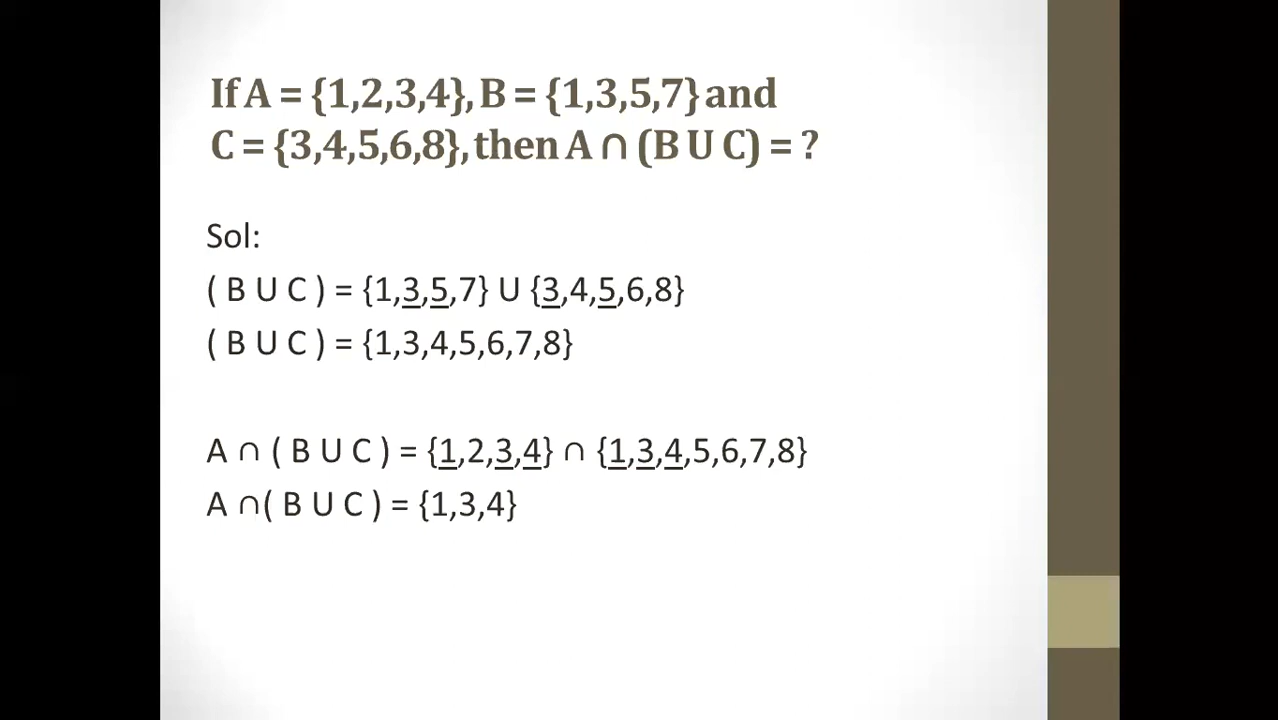 If A = {1,2,3,4}, B = {1,3,5,7} and
C = {3,4,5,6,8}, then A ∩ (B U C) = ?
Sol:
( B U C ) = {1,3,5,7} U {3,4,5,6,8}
( B U C ) = {1,3,4,5,6,7,8}
A ∩ ( B U C ) = {1,2,3,4} ∩ {1,3,4,5,6,7,8}
A ∩( B U C ) = {1,3,4}